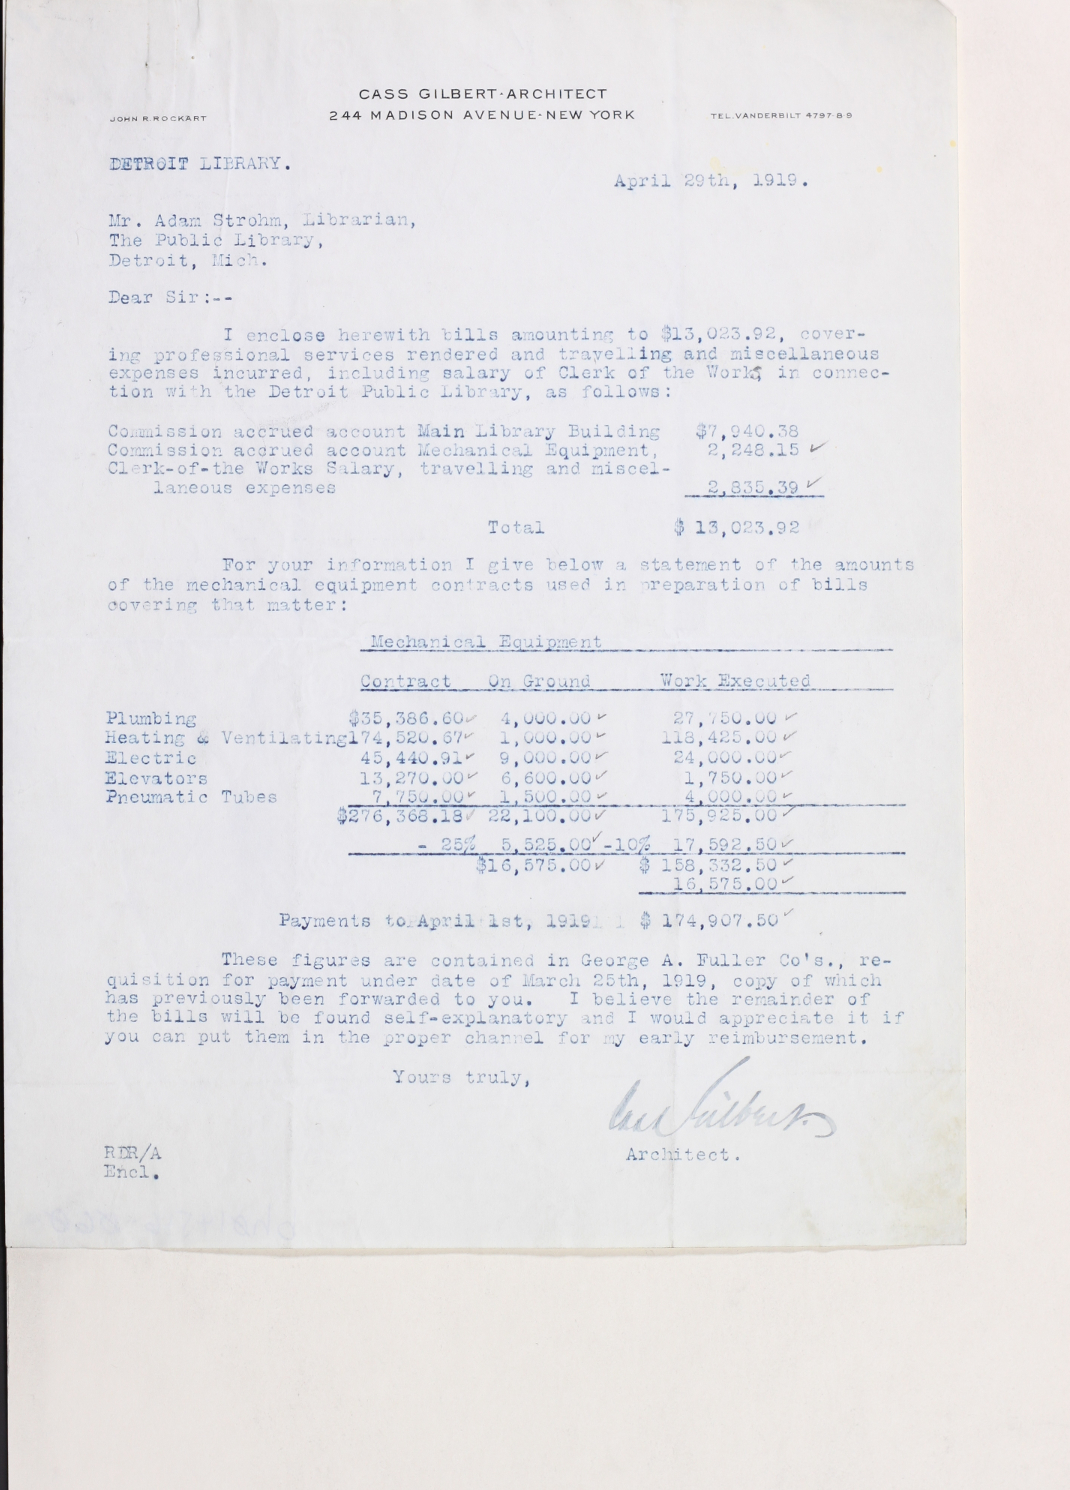 CASS GILBERT-ARCHITECT
JOHN R. ROCKART 244 MADISON AVENUE-NEW YORK TEL. VANDERBILT 4797-8 9
DETROIT LIBRARY.
April 29th, 1919.
Mr. Adam Strohm, Librarian,
The Public Library,
Detroit, Mich.
Dear Sir:--
I enclose herewith bills amounting to $13,023.92, cover-
ing professional services rendered and travelling and miscellaneous
expenses incurred, including salary of Clerk of the Work, in connec-
tion with the Detroit Public Library, as follows:
Commission accrued account Main Library Building $7,940.38
Commission accrued account Mechanical Equipment, 2,248.15 ✓
Clerk-of-the Works Salary, travelling and miscel-
laneous expenses 2,835.39 ✓
Total $ 13,023.92
For your information I give below a statement of the amounts
of the mechanical equipment contracts used in preparation of bills
covering that matter:
Mechanical Equipment
Contract On Ground Work Executed
Plumbing $35,386.60✓ 4,000.00✓ 27,750.00✓
Heating & Ventilating174,520.67✓ 1,000.00✓ 118,425.00✓
Electric 45,440.91✓ 9,000.00✓ 24,000.00✓
Elevators 13,270.00✓ 6,600.00✓ 1,750.00✓
Pneumatic Tubes 7,750.00✓ 1,500.00✓ 4,000.00✓
$276,368.18✓ 22,100.00✓ 175,925.00✓
- 25% 5,525.00✓ -10% 17,592.50✓
$16,575.00✓ $ 158,332.50✓
16,575.00✓
Payments to April 1st, 1919 $ 174,907.50✓
These figures are contained in George A. Fuller Co's., re-
quisition for payment under date of March 25th, 1919, copy of which
has previously been forwarded to you. I believe the remainder of
the bills will be found self-explanatory and I would appreciate it if
you can put them in the proper channel for my early reimbursement.
Yours truly,
Cass Gilbert
RDR/A Architect.
Encl.